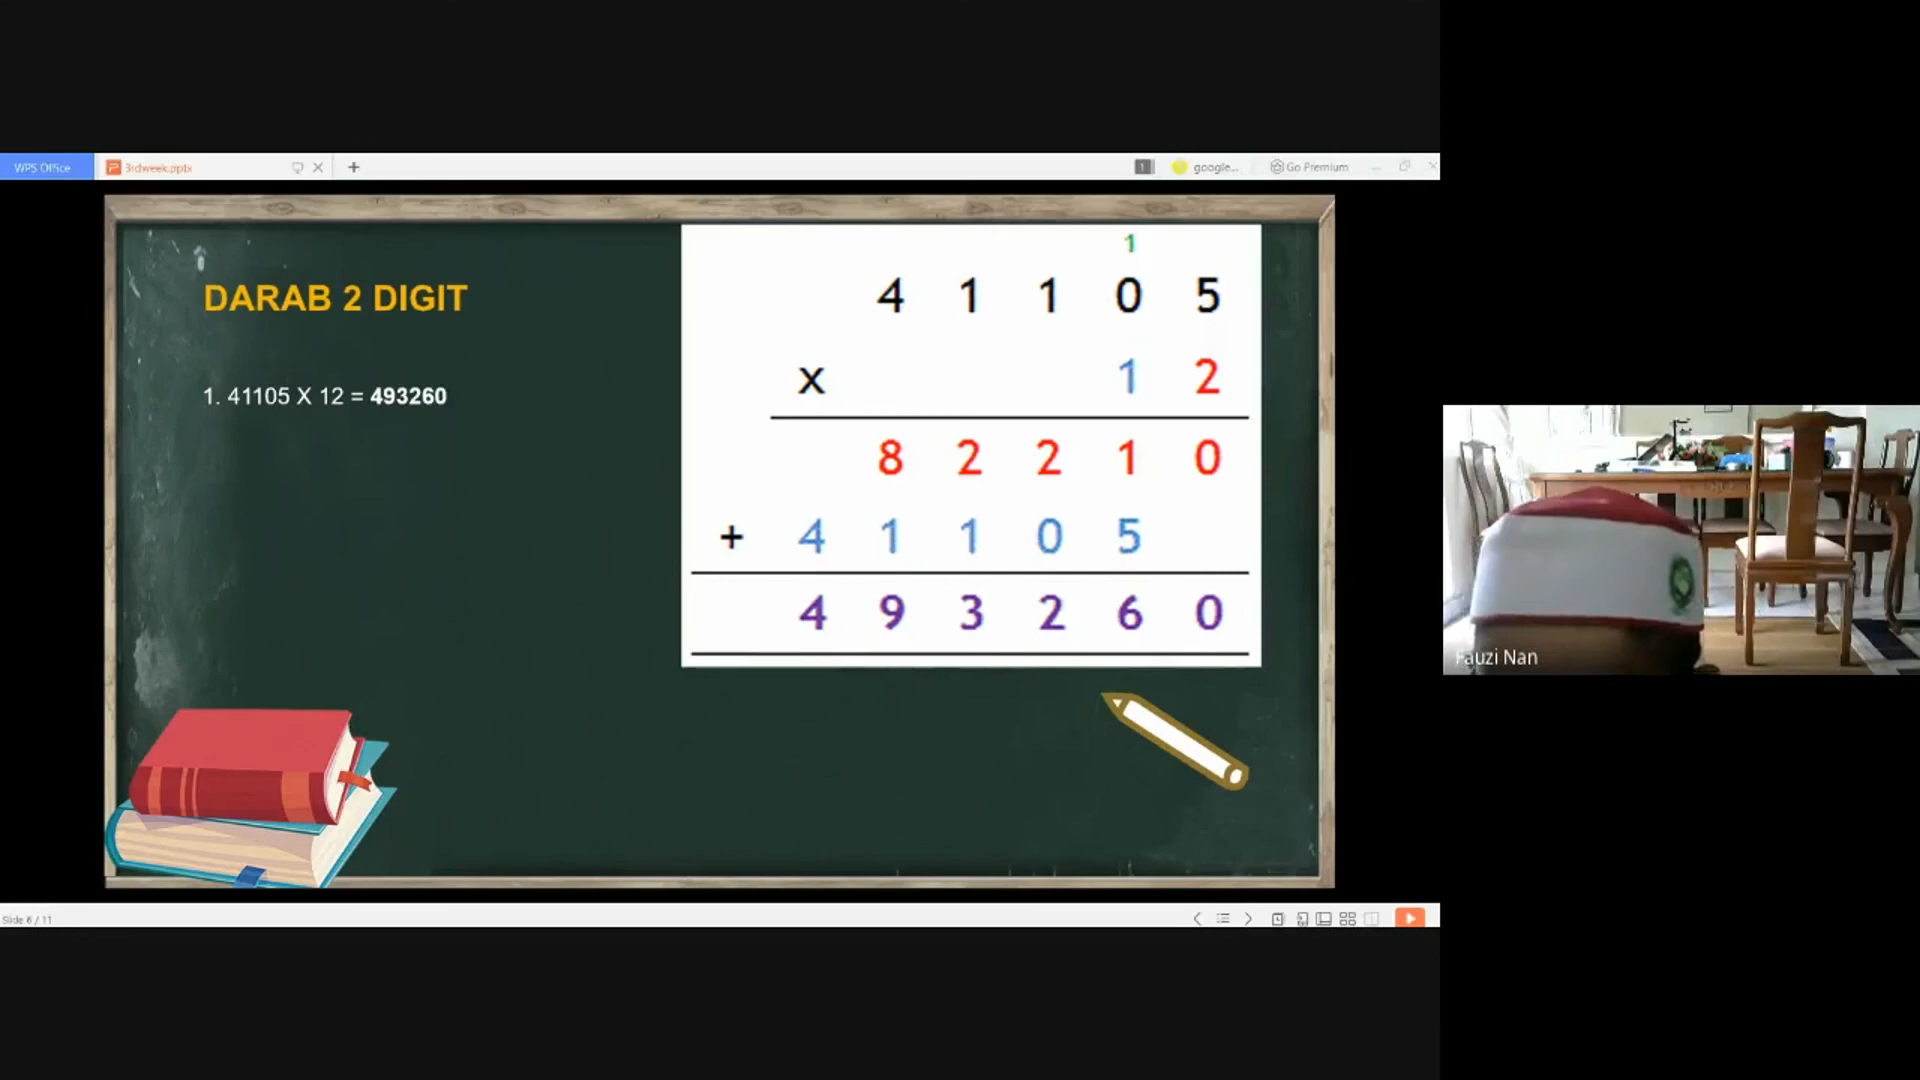 WPS Office
3rdweek.pptx
google...
Go Premium
DARAB 2 DIGIT
1. 41105 X 12 = 493260
1
4 1 1 0 5
x 1 2
8 2 2 1 0
+ 4 1 1 0 5
4 9 3 2 6 0
Fauzi Nan
Slide 6 / 11